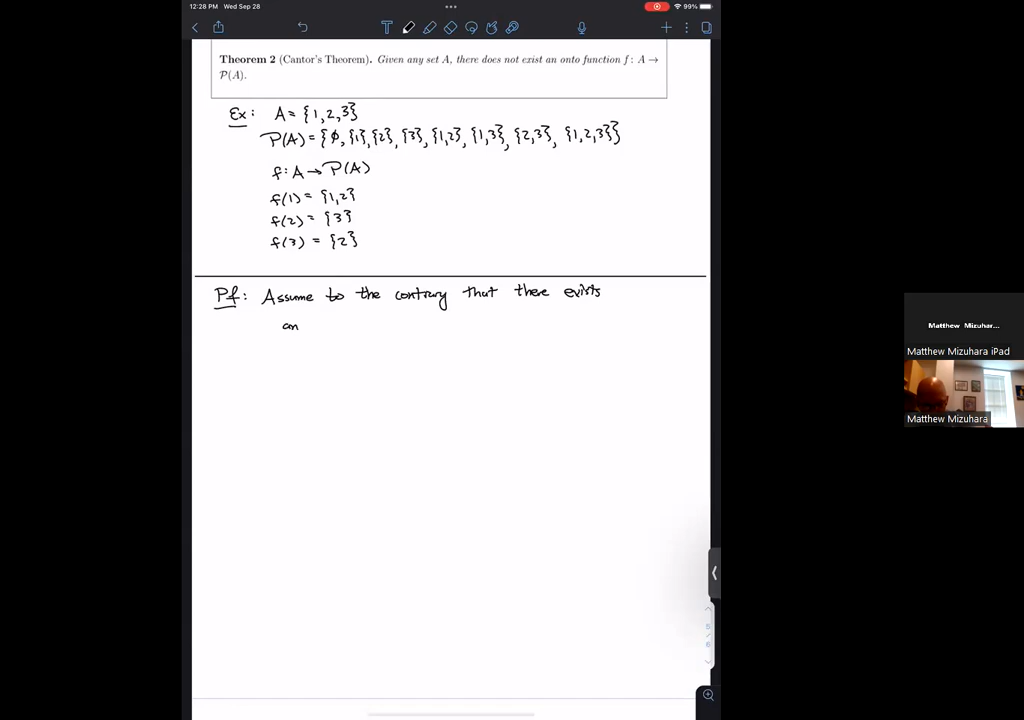 12:28 PM Wed Sep 28
99%
Theorem 2 (Cantor's Theorem). Given any set A, there does not exist an onto function f: A →
P(A).
Ex: A = {1,2,3}
P(A) = {∅, {1}, {2}, {3}, {1,2}, {1,3}, {2,3}, {1,2,3}}
f: A → P(A)
f(1) = {1,2}
f(2) = {3}
f(3) = {2}
Pf: Assume to the contrary that there exists
an
Matthew Mizuhar...
Matthew Mizuhara iPad
Matthew Mizuhara